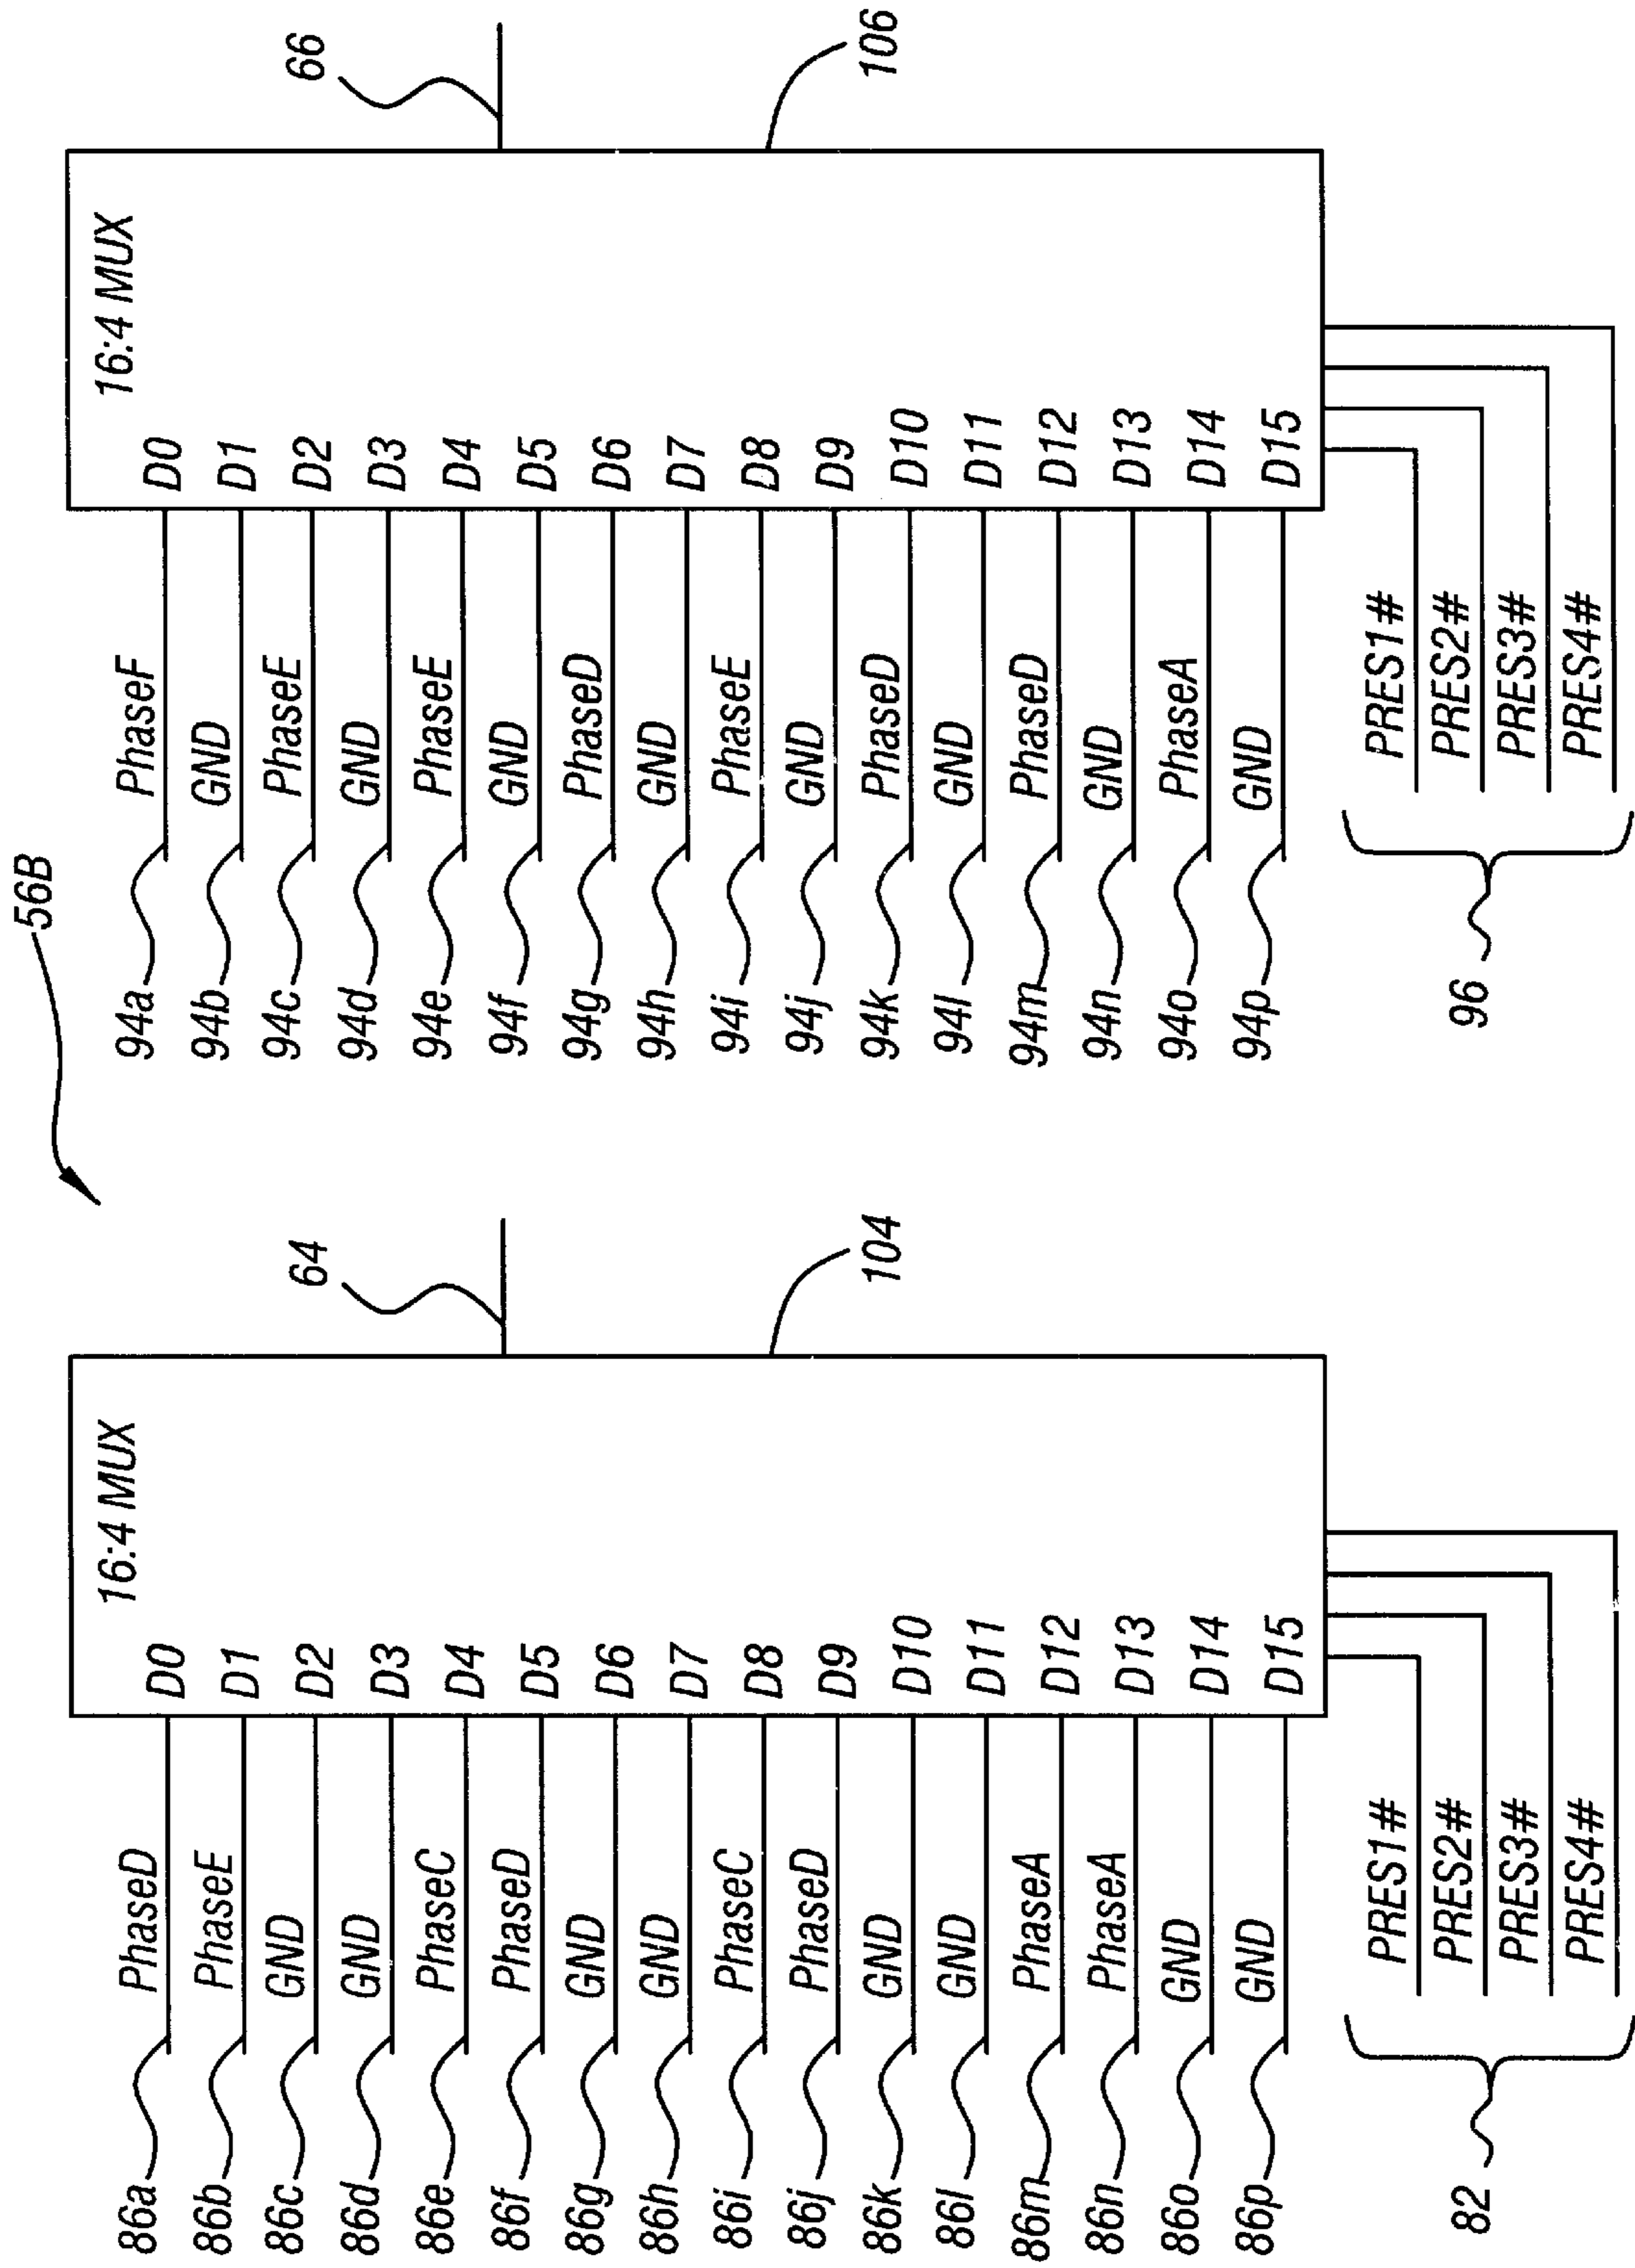 56B
16:4 MUX
86a PhaseD D0
86b PhaseE D1
86c GND D2
86d GND D3
86e PhaseC D4
86f PhaseD D5
86g GND D6
86h GND D7
86i PhaseC D8
86j PhaseD D9
86k GND D10
86l GND D11
86m PhaseA D12
86n PhaseA D13
86o GND D14
86p GND D15
64
104
82
PRES1#
PRES2#
PRES3#
PRES4#
16:4 MUX
94a PhaseF D0
94b GND D1
94c PhaseE D2
94d GND D3
94e PhaseE D4
94f GND D5
94g PhaseD D6
94h GND D7
94i PhaseE D8
94j GND D9
94k PhaseD D10
94l GND D11
94m PhaseD D12
94n GND D13
94o PhaseA D14
94p GND D15
66
106
96
PRES1#
PRES2#
PRES3#
PRES4#